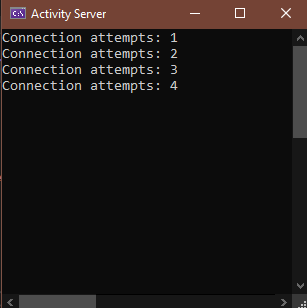 Activity Server
Connection attempts: 1
Connection attempts: 2
Connection attempts: 3
Connection attempts: 4